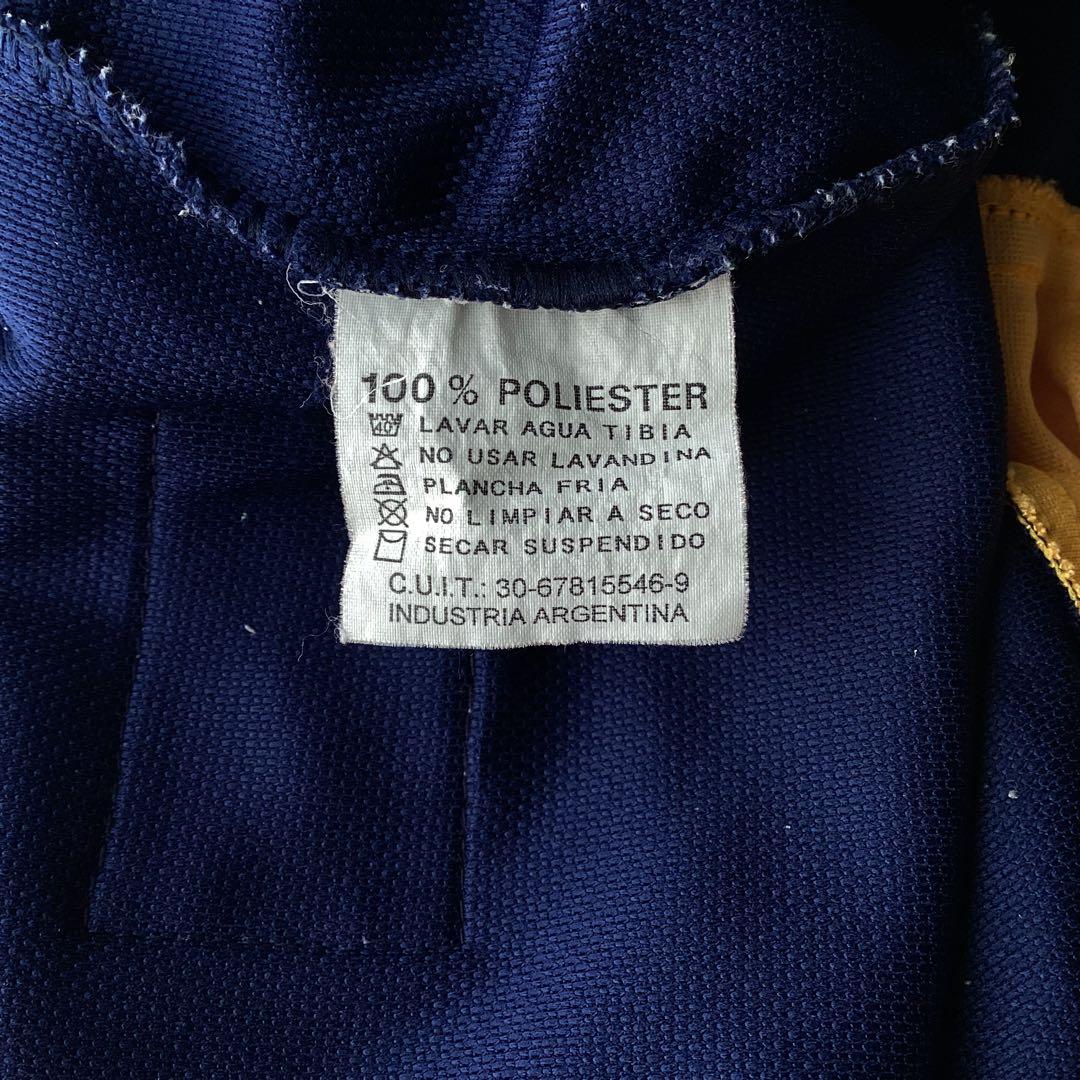 100 % POLIESTER
40 LAVAR AGUA TIBIA
NO USAR LAVANDINA
PLANCHA FRIA
NO LIMPIAR A SECO
SECAR SUSPENDIDO
C.U.I.T.: 30-67815546-9
INDUSTRIA ARGENTINA